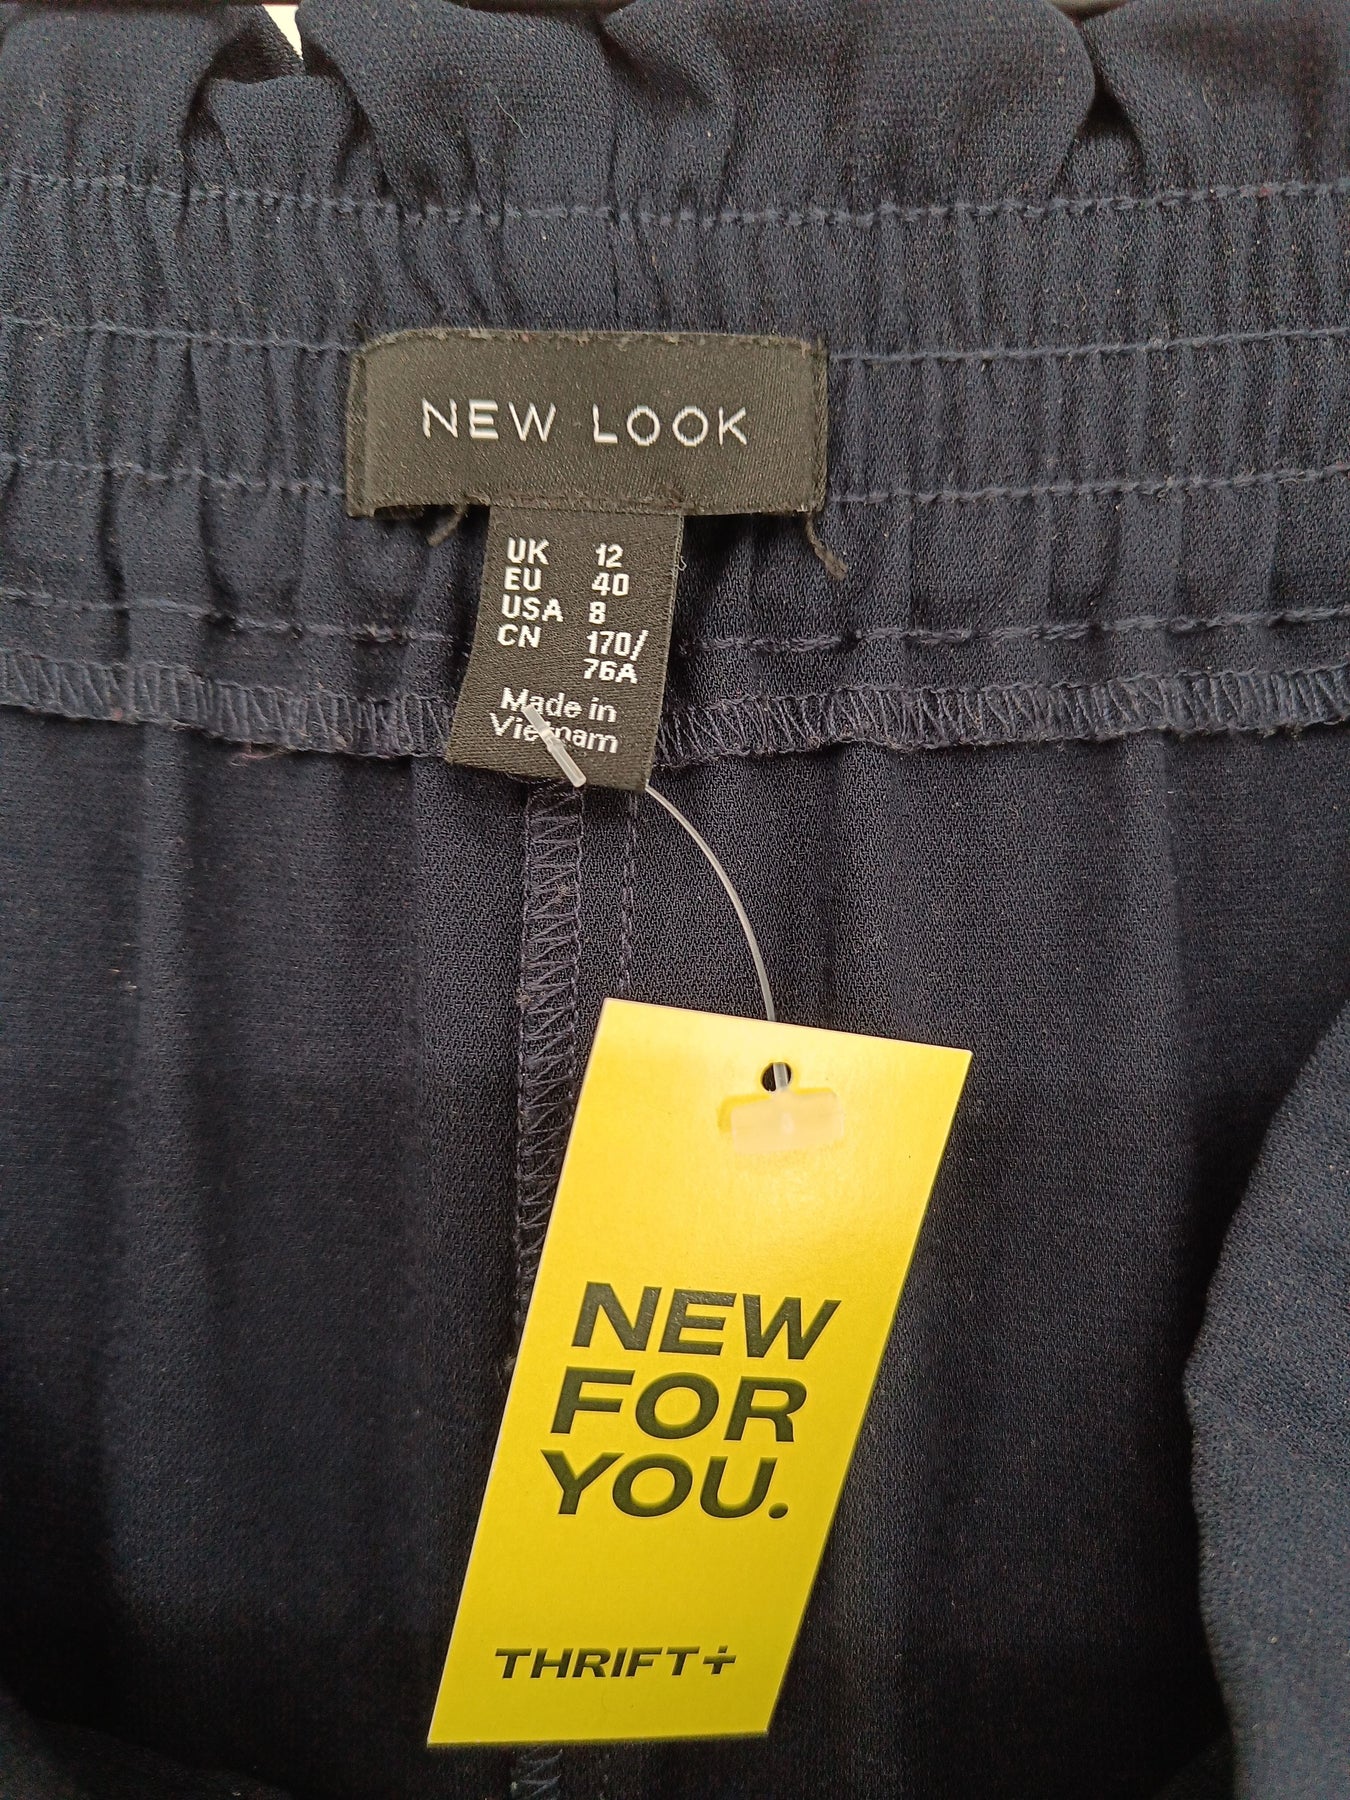 NEW LOOK
UK 12
EU 40
USA 8
CN 170/
76A
Made in
Vietnam
NEW
FOR
YOU.
THRIFT+